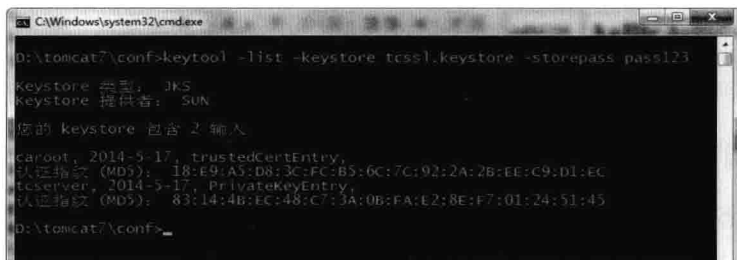 C:\Windows\system32\cmd.exe
D:\tomcat7\conf>keytool -list -keystore tcssl.keystore -storepass pass123
Keystore 类型： JKS
Keystore 提供者： SUN
您的 keystore 包含 2 输入
caroot, 2014-5-17, trustedCertEntry,
认证指纹 (MD5)： 18:E9:A5:D8:3C:FC:B5:6C:7C:92:2A:2B:EE:C9:D1:EC
tcserver, 2014-5-17, PrivateKeyEntry,
认证指纹 (MD5)： 83:14:4B:EC:48:C7:3A:0B:FA:E2:8E:F7:01:24:51:45
D:\tomcat7\conf>